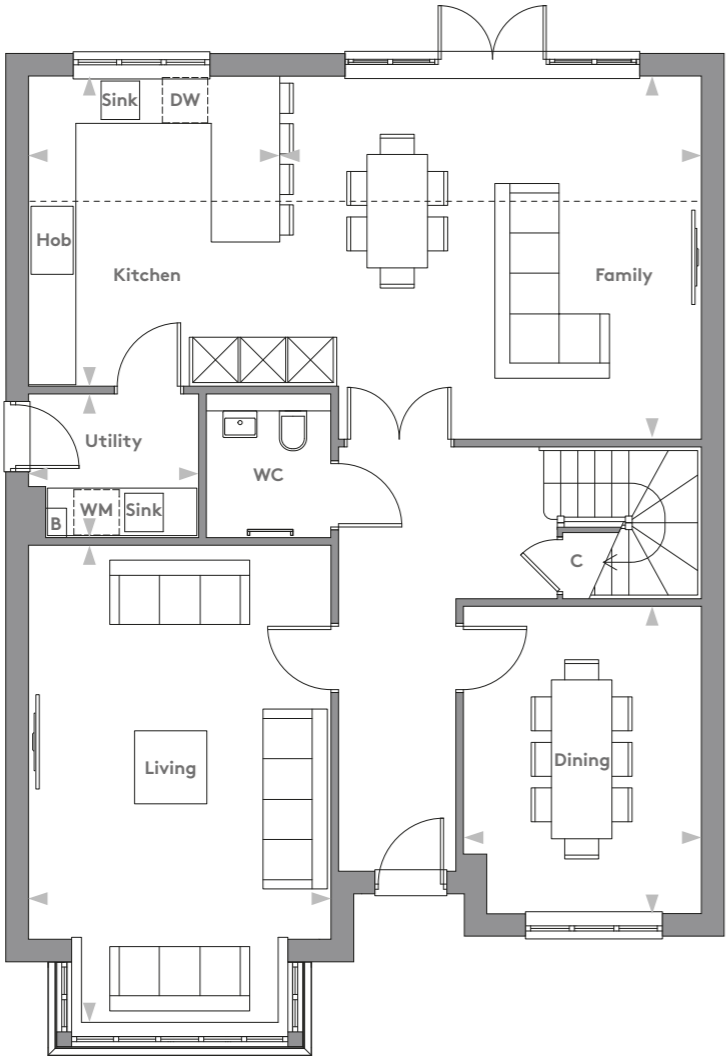 Sink
DW
Hob
Kitchen
Family
Utility
WC
B
WM
Sink
C
Living
Dining